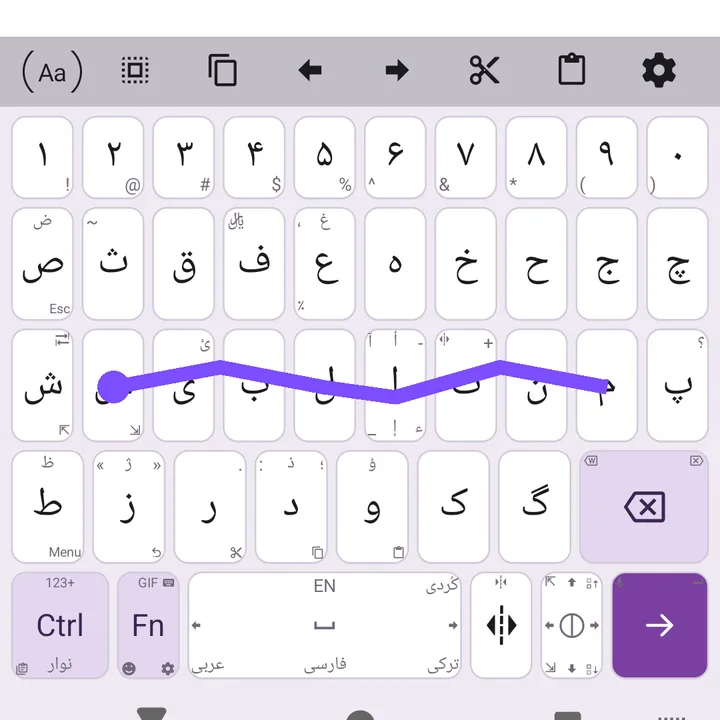 (Aa)
۱ ! ۲ @ ۳ # ۴ $ ۵ % ۶ ^ ۷ & ۸ * ۹ ( ۰ )
ض ص Esc ~ ث ق ﷼ ف ، غ ع ٪ ه خ ح ج چ
ش ئ ی ب ل آ أ - ا _ إ ء + ت ن م ؟ پ
ظ ط Menu « ژ » ز . ر : ذ ؛ د ؤ و ک گ W
123+ Ctrl نوار GIF Fn EN کُردی عربی فارسی ترکی